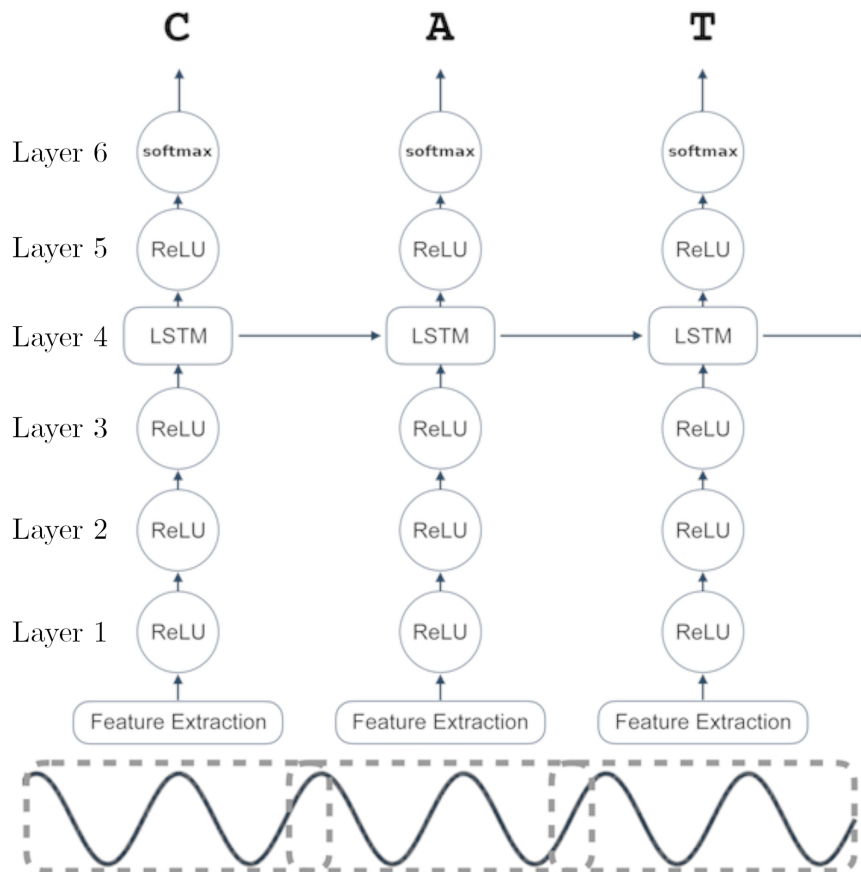 C A T
Layer 6 softmax softmax softmax
Layer 5 ReLU ReLU ReLU
Layer 4 LSTM LSTM LSTM
Layer 3 ReLU ReLU ReLU
Layer 2 ReLU ReLU ReLU
Layer 1 ReLU ReLU ReLU
Feature Extraction Feature Extraction Feature Extraction